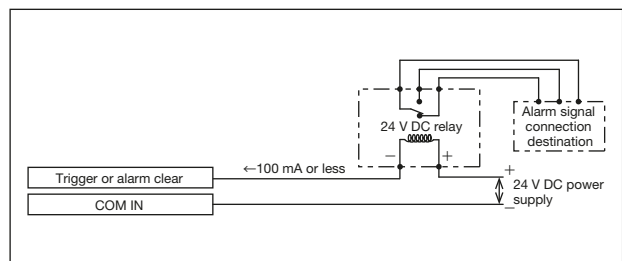 24 V DC relay
Alarm signal
connection
destination
− +
←100 mA or less
Trigger or alarm clear
+
24 V DC power
supply
COM IN
−